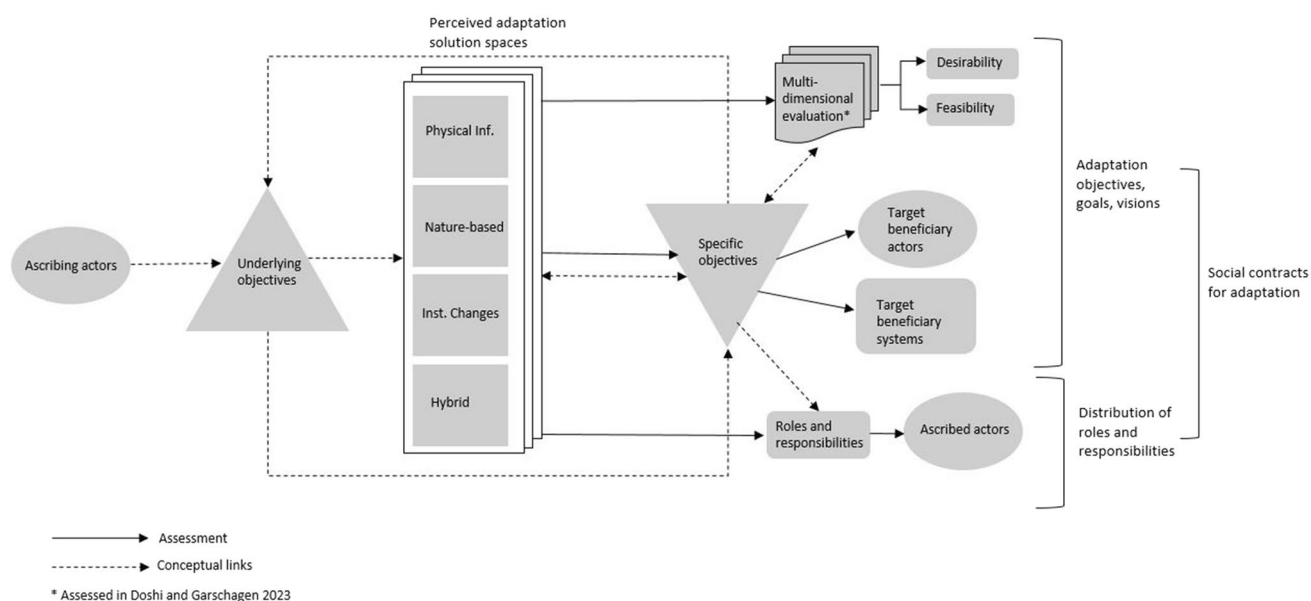 Perceived adaptation
solution spaces
Ascribing actors
Underlying
objectives
Physical Inf.
Nature-based
Inst. Changes
Hybrid
Multi-
dimensional
evaluation*
Desirability
Feasibility
Specific
objectives
Target
beneficiary
actors
Target
beneficiary
systems
Roles and
responsibilities
Ascribed actors
Adaptation
objectives,
goals, visions
Distribution of
roles and
responsibilities
Social contracts
for adaptation
Assessment
Conceptual links
* Assessed in Doshi and Garschagen 2023